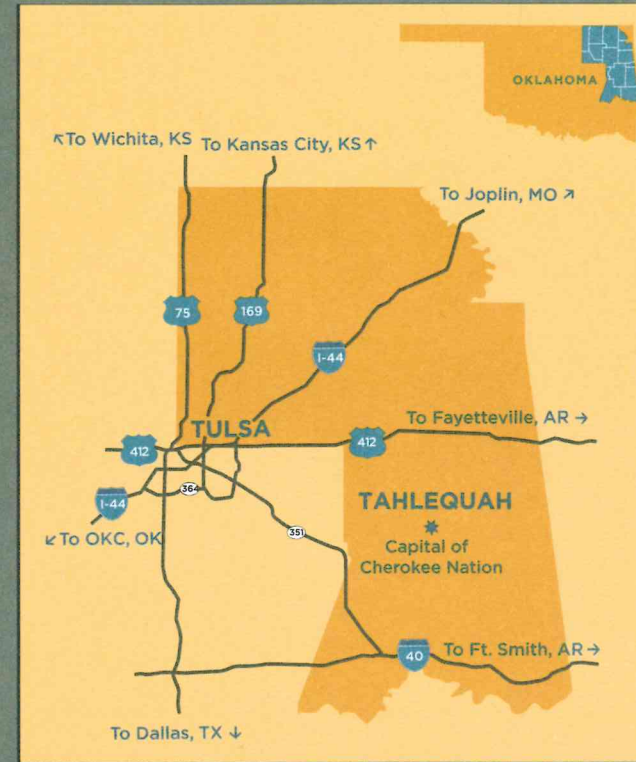 OKLAHOMA
↖To Wichita, KS
To Kansas City, KS↑
To Joplin, MO ↗
75
169
I-44
TULSA
To Fayetteville, AR →
412
412
I-44
364
TAHLEQUAH
Capital of
Cherokee Nation
351
↙To OKC, OK
To Ft. Smith, AR→
40
To Dallas, TX ↓